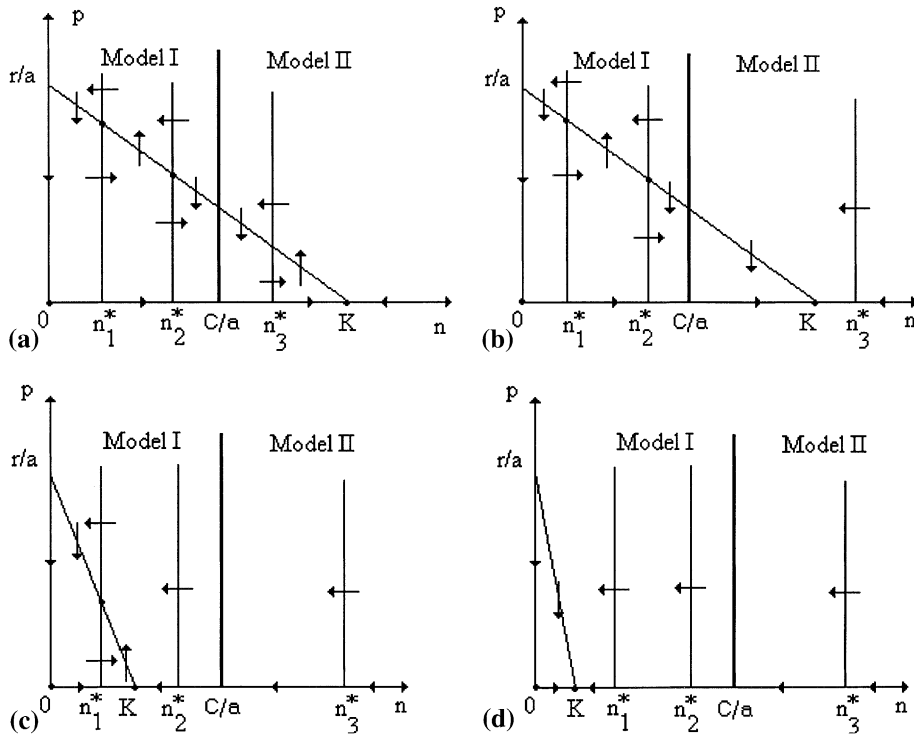 p
Model I Model II
r/a
0 n*1 n*2 C/a n*3 K n
(a)
p
Model I Model II
r/a
0 n*1 n*2 C/a K n*3 n
(b)
p
Model I Model II
r/a
0 n*1 K n*2 C/a n*3 n
(c)
p
Model I Model II
r/a
0 K n*1 n*2 C/a n*3 n
(d)